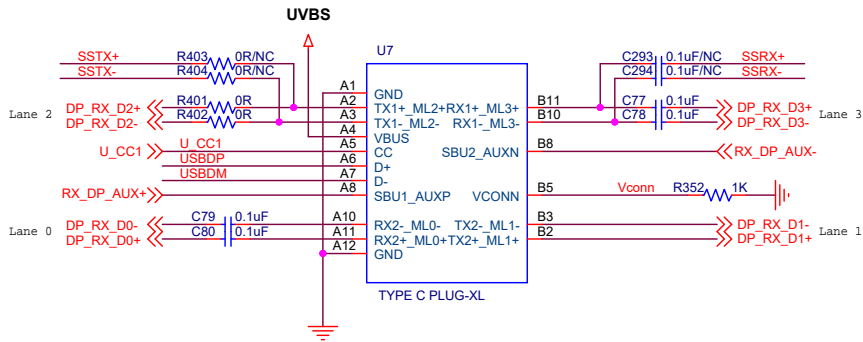 UVBS
U7
SSTX+ R403 0R/NC
SSTX- R404 0R/NC
C293 0.1uF/NC SSRX+
C294 0.1uF/NC SSRX-
A1 GND
Lane 2 DP_RX_D2+ R401 0R A2 TX1+_ML2+ RX1+_ML3+ B11 C77 0.1uF DP_RX_D3+ Lane 3
DP_RX_D2- R402 0R A3 TX1-_ML2- RX1-_ML3- B10 C78 0.1uF DP_RX_D3-
A4 VBUS
U_CC1 U_CC1 A5 CC SBU2_AUXN B8 RX_DP_AUX-
USBDP A6 D+
USBDM A7 D-
RX_DP_AUX+ A8 SBU1_AUXP VCONN B5 Vconn R352 1K
Lane 0 DP_RX_D0- C79 0.1uF A10 RX2-_ML0- TX2-_ML1- B3 DP_RX_D1- Lane 1
DP_RX_D0+ C80 0.1uF A11 RX2+_ML0+ TX2+_ML1+ B2 DP_RX_D1+
A12 GND
TYPE C PLUG-XL